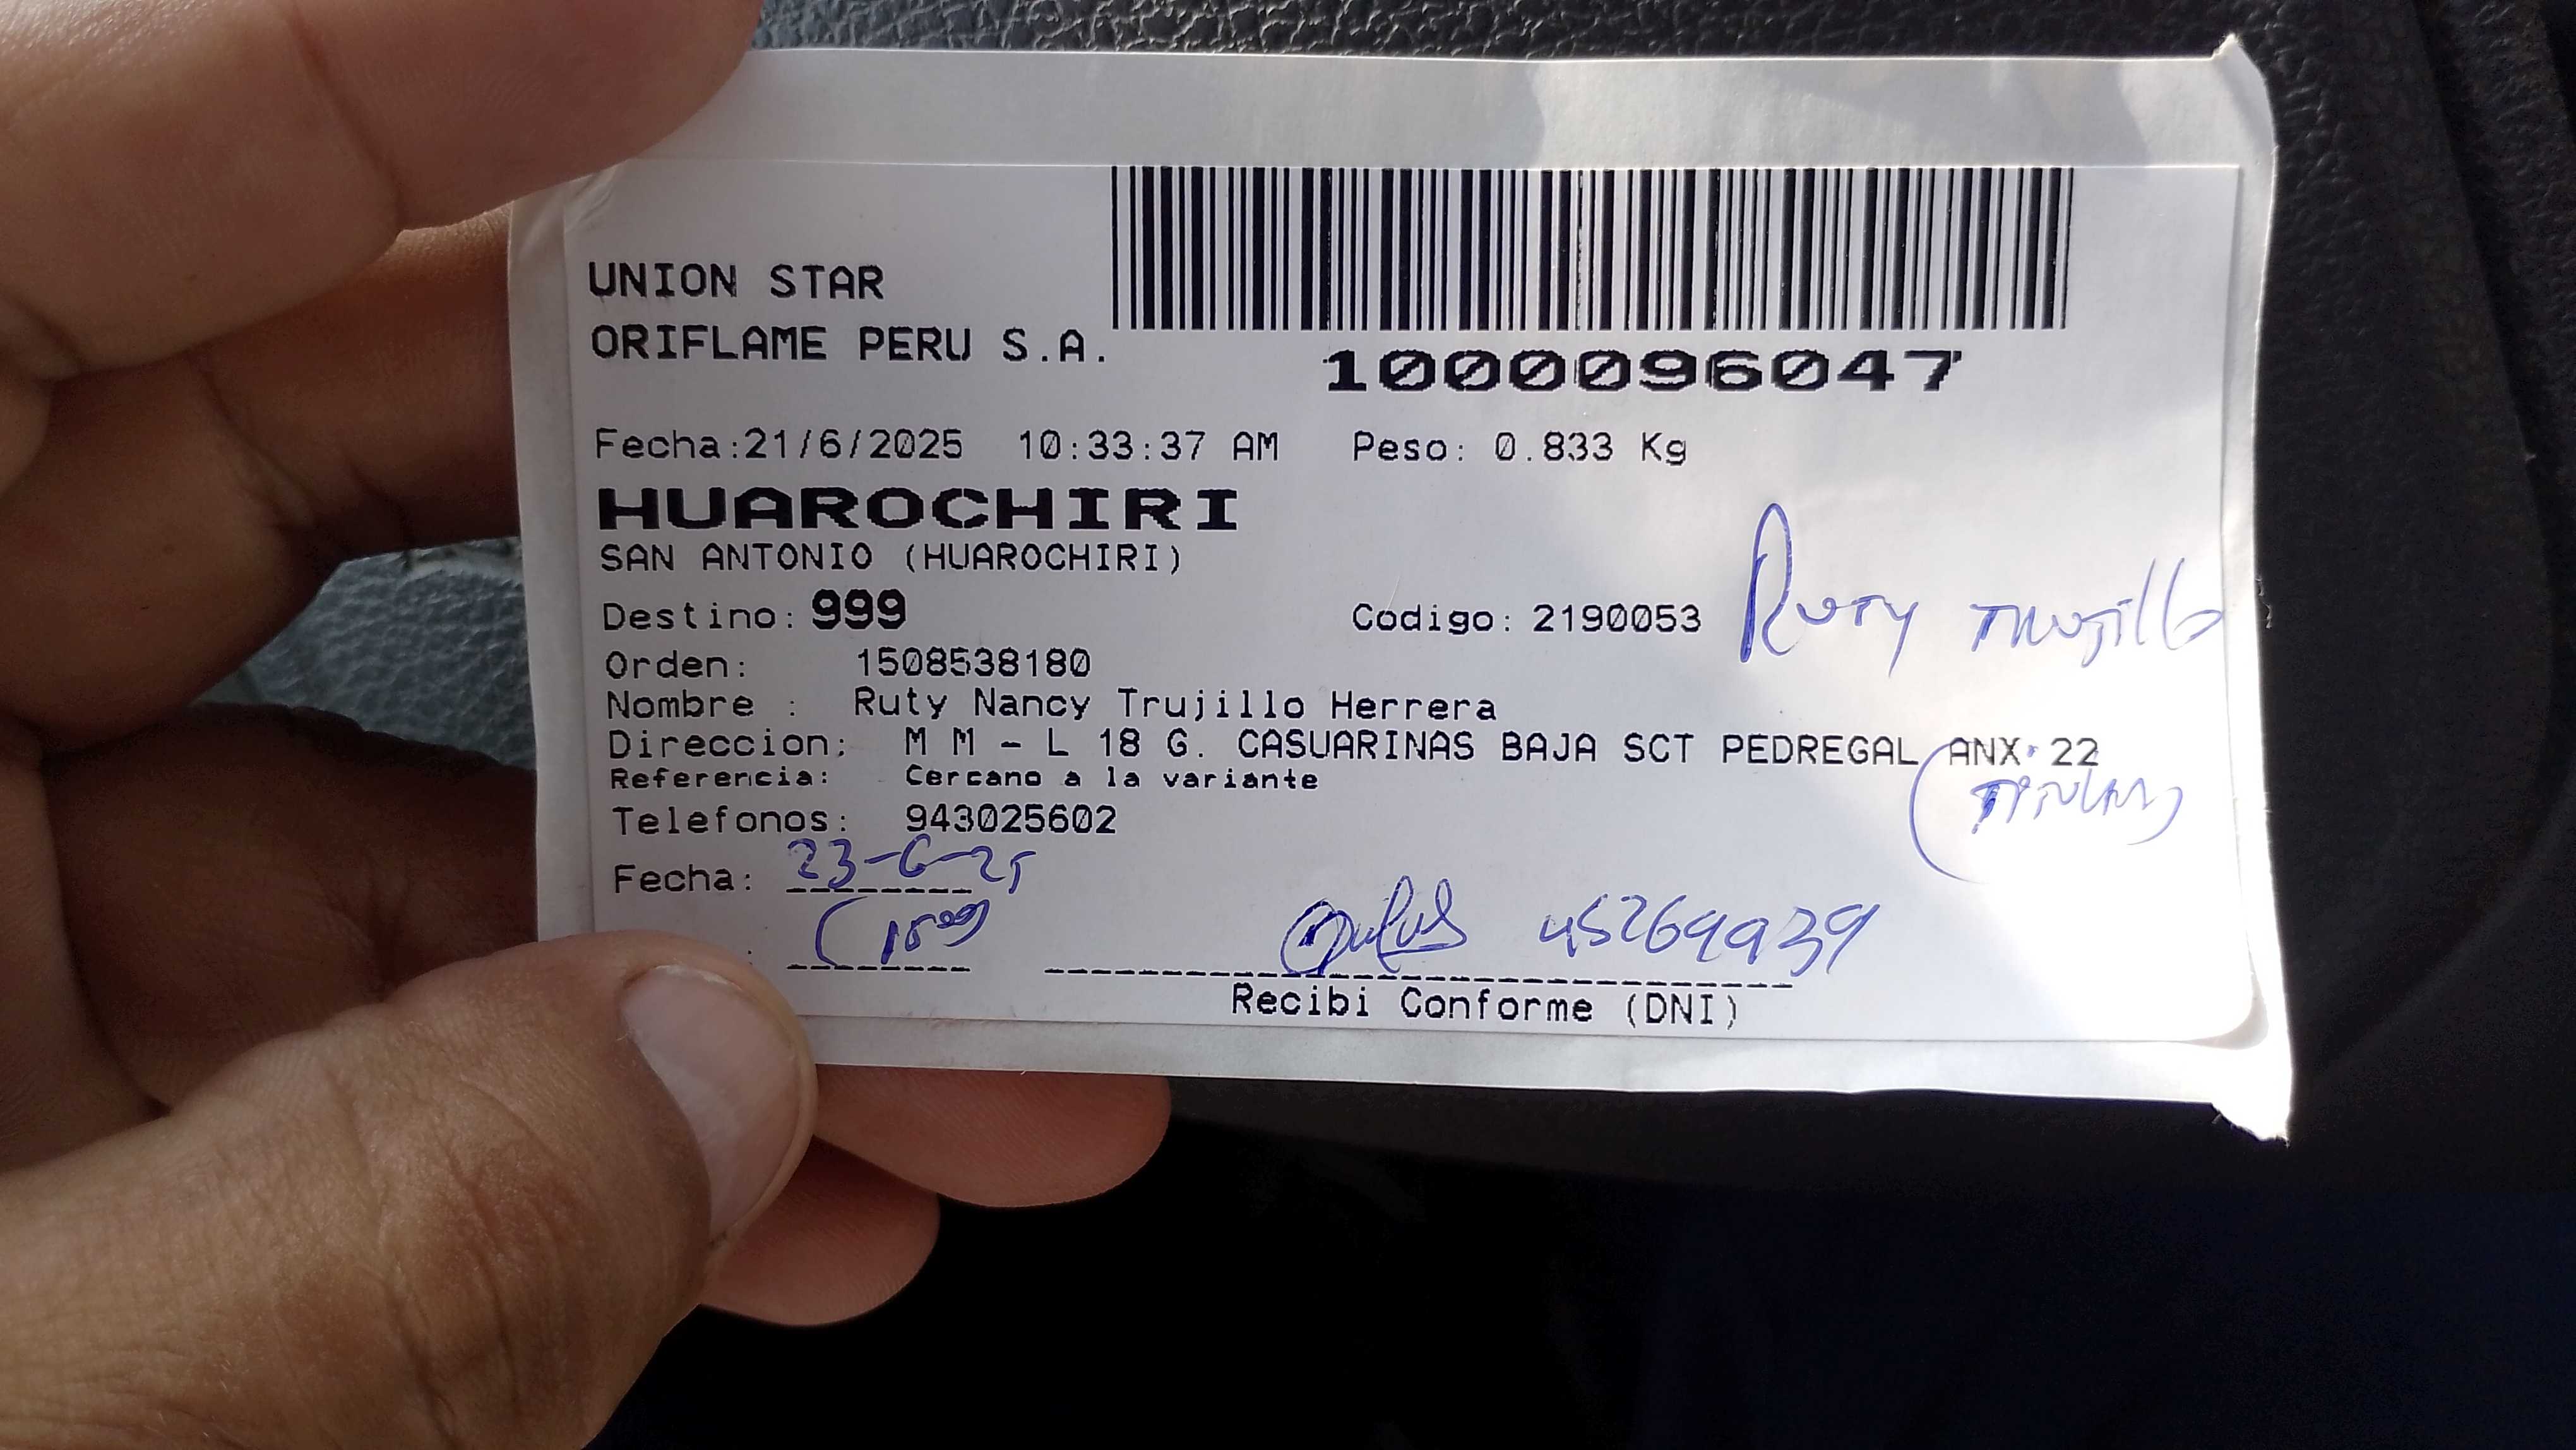 UNION STAR
ORIFLAME PERU S.A.
1000096047
Fecha:21/6/2025 10:33:37 AM Peso: 0.833 Kg
HUAROCHIRI
SAN ANTONIO (HUAROCHIRI)
Destino: 999 Codigo: 2190053 Ruty Trujillo
Orden: 1508538180
Nombre : Ruty Nancy Trujillo Herrera
Direccion: M M - L 18 G. CASUARINAS BAJA SCT PEDREGAL ANX 22
Referencia: Cercano a la variante
(Titular)
Telefonos: 943025602
Fecha: 23-6-25
: 45269939
Recibi Conforme (DNI)